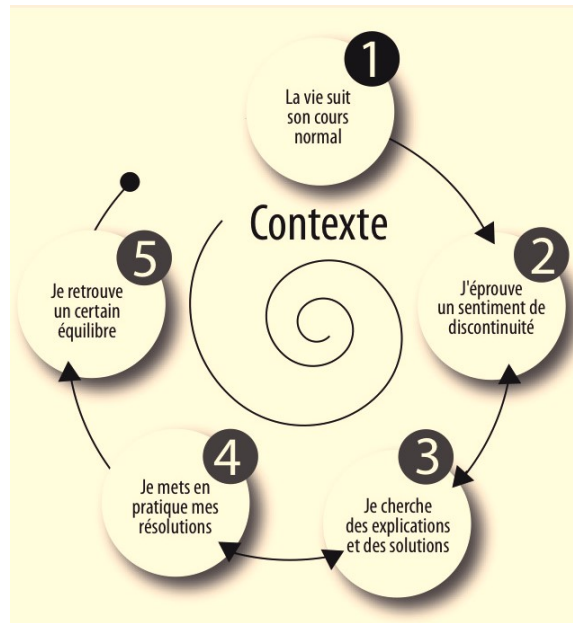 1
La vie suit
son cours
normal
Contexte
2
J'éprouve
un sentiment de
discontinuité
3
Je cherche
des explications
et des solutions
4
Je mets en
pratique mes
résolutions
5
Je retrouve
un certain
équilibre